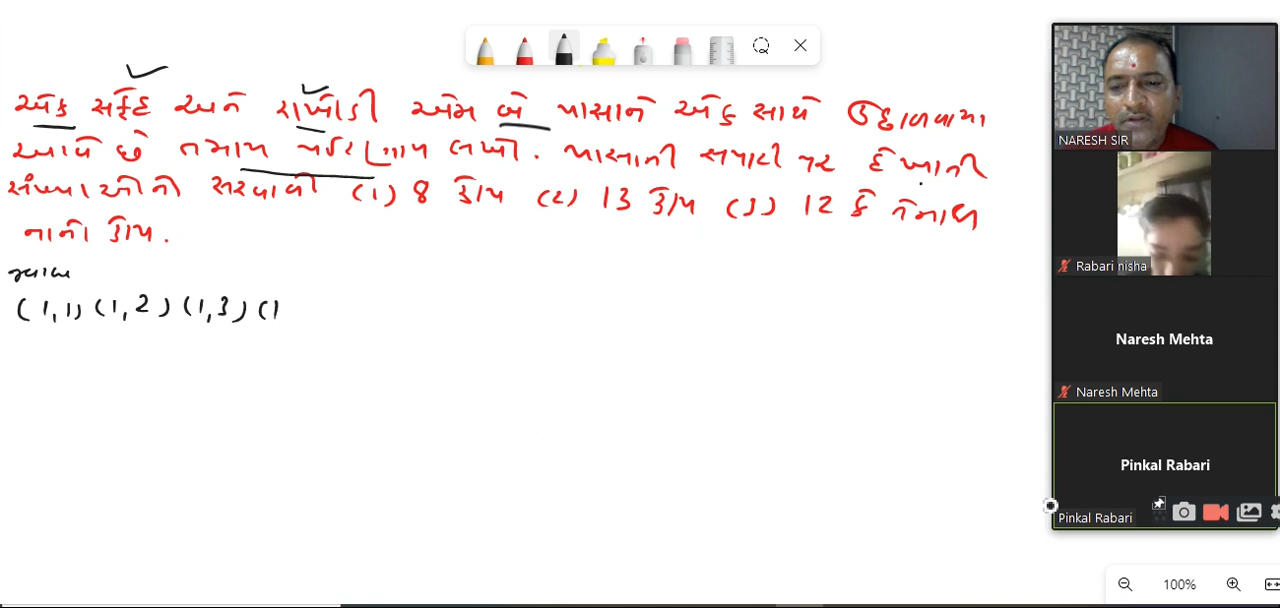 એક સફેદ અને રાખોડી એમ બે પાસાને એક સાથે ઉછાળવામાં
આવે છે તમામ પરિણામ લખો. પાસાની સપાટી પર દેખાતી
સંખ્યાઓનો સરવાળો (1) 8 હોય (2) 13 હોય (3) 12 કે તેનાથી
નાનો હોય.
જવાબ
(1,1) (1,2) (1,3) (1
NARESH SIR
Rabari nisha
Naresh Mehta
Naresh Mehta
Pinkal Rabari
Pinkal Rabari
100%